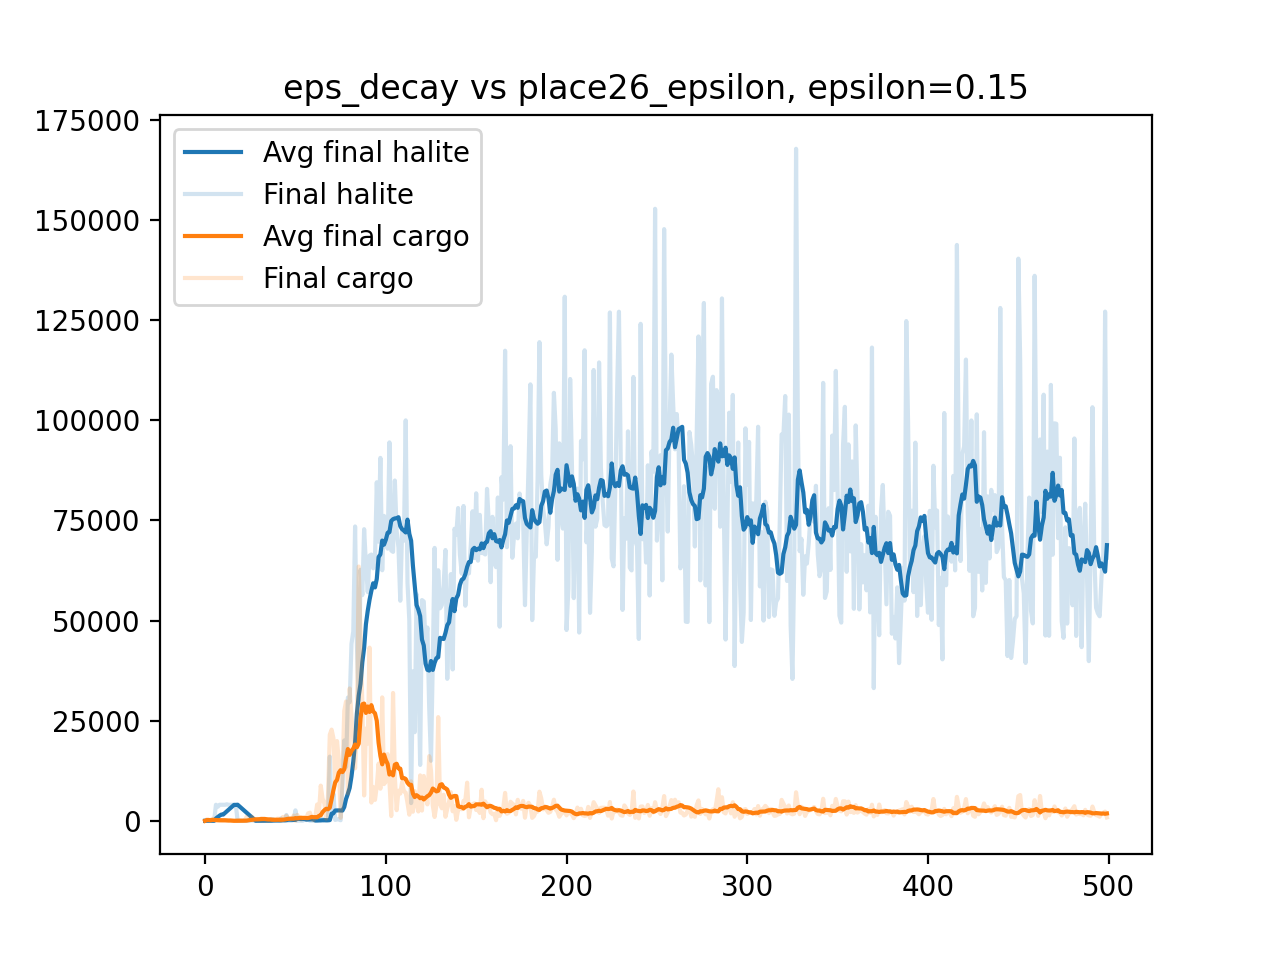 eps_decay vs place26_epsilon, epsilon=0.15
175000
150000
125000
100000
75000
50000
25000
0
Avg final halite
Final halite
Avg final cargo
Final cargo
0 100 200 300 400 500